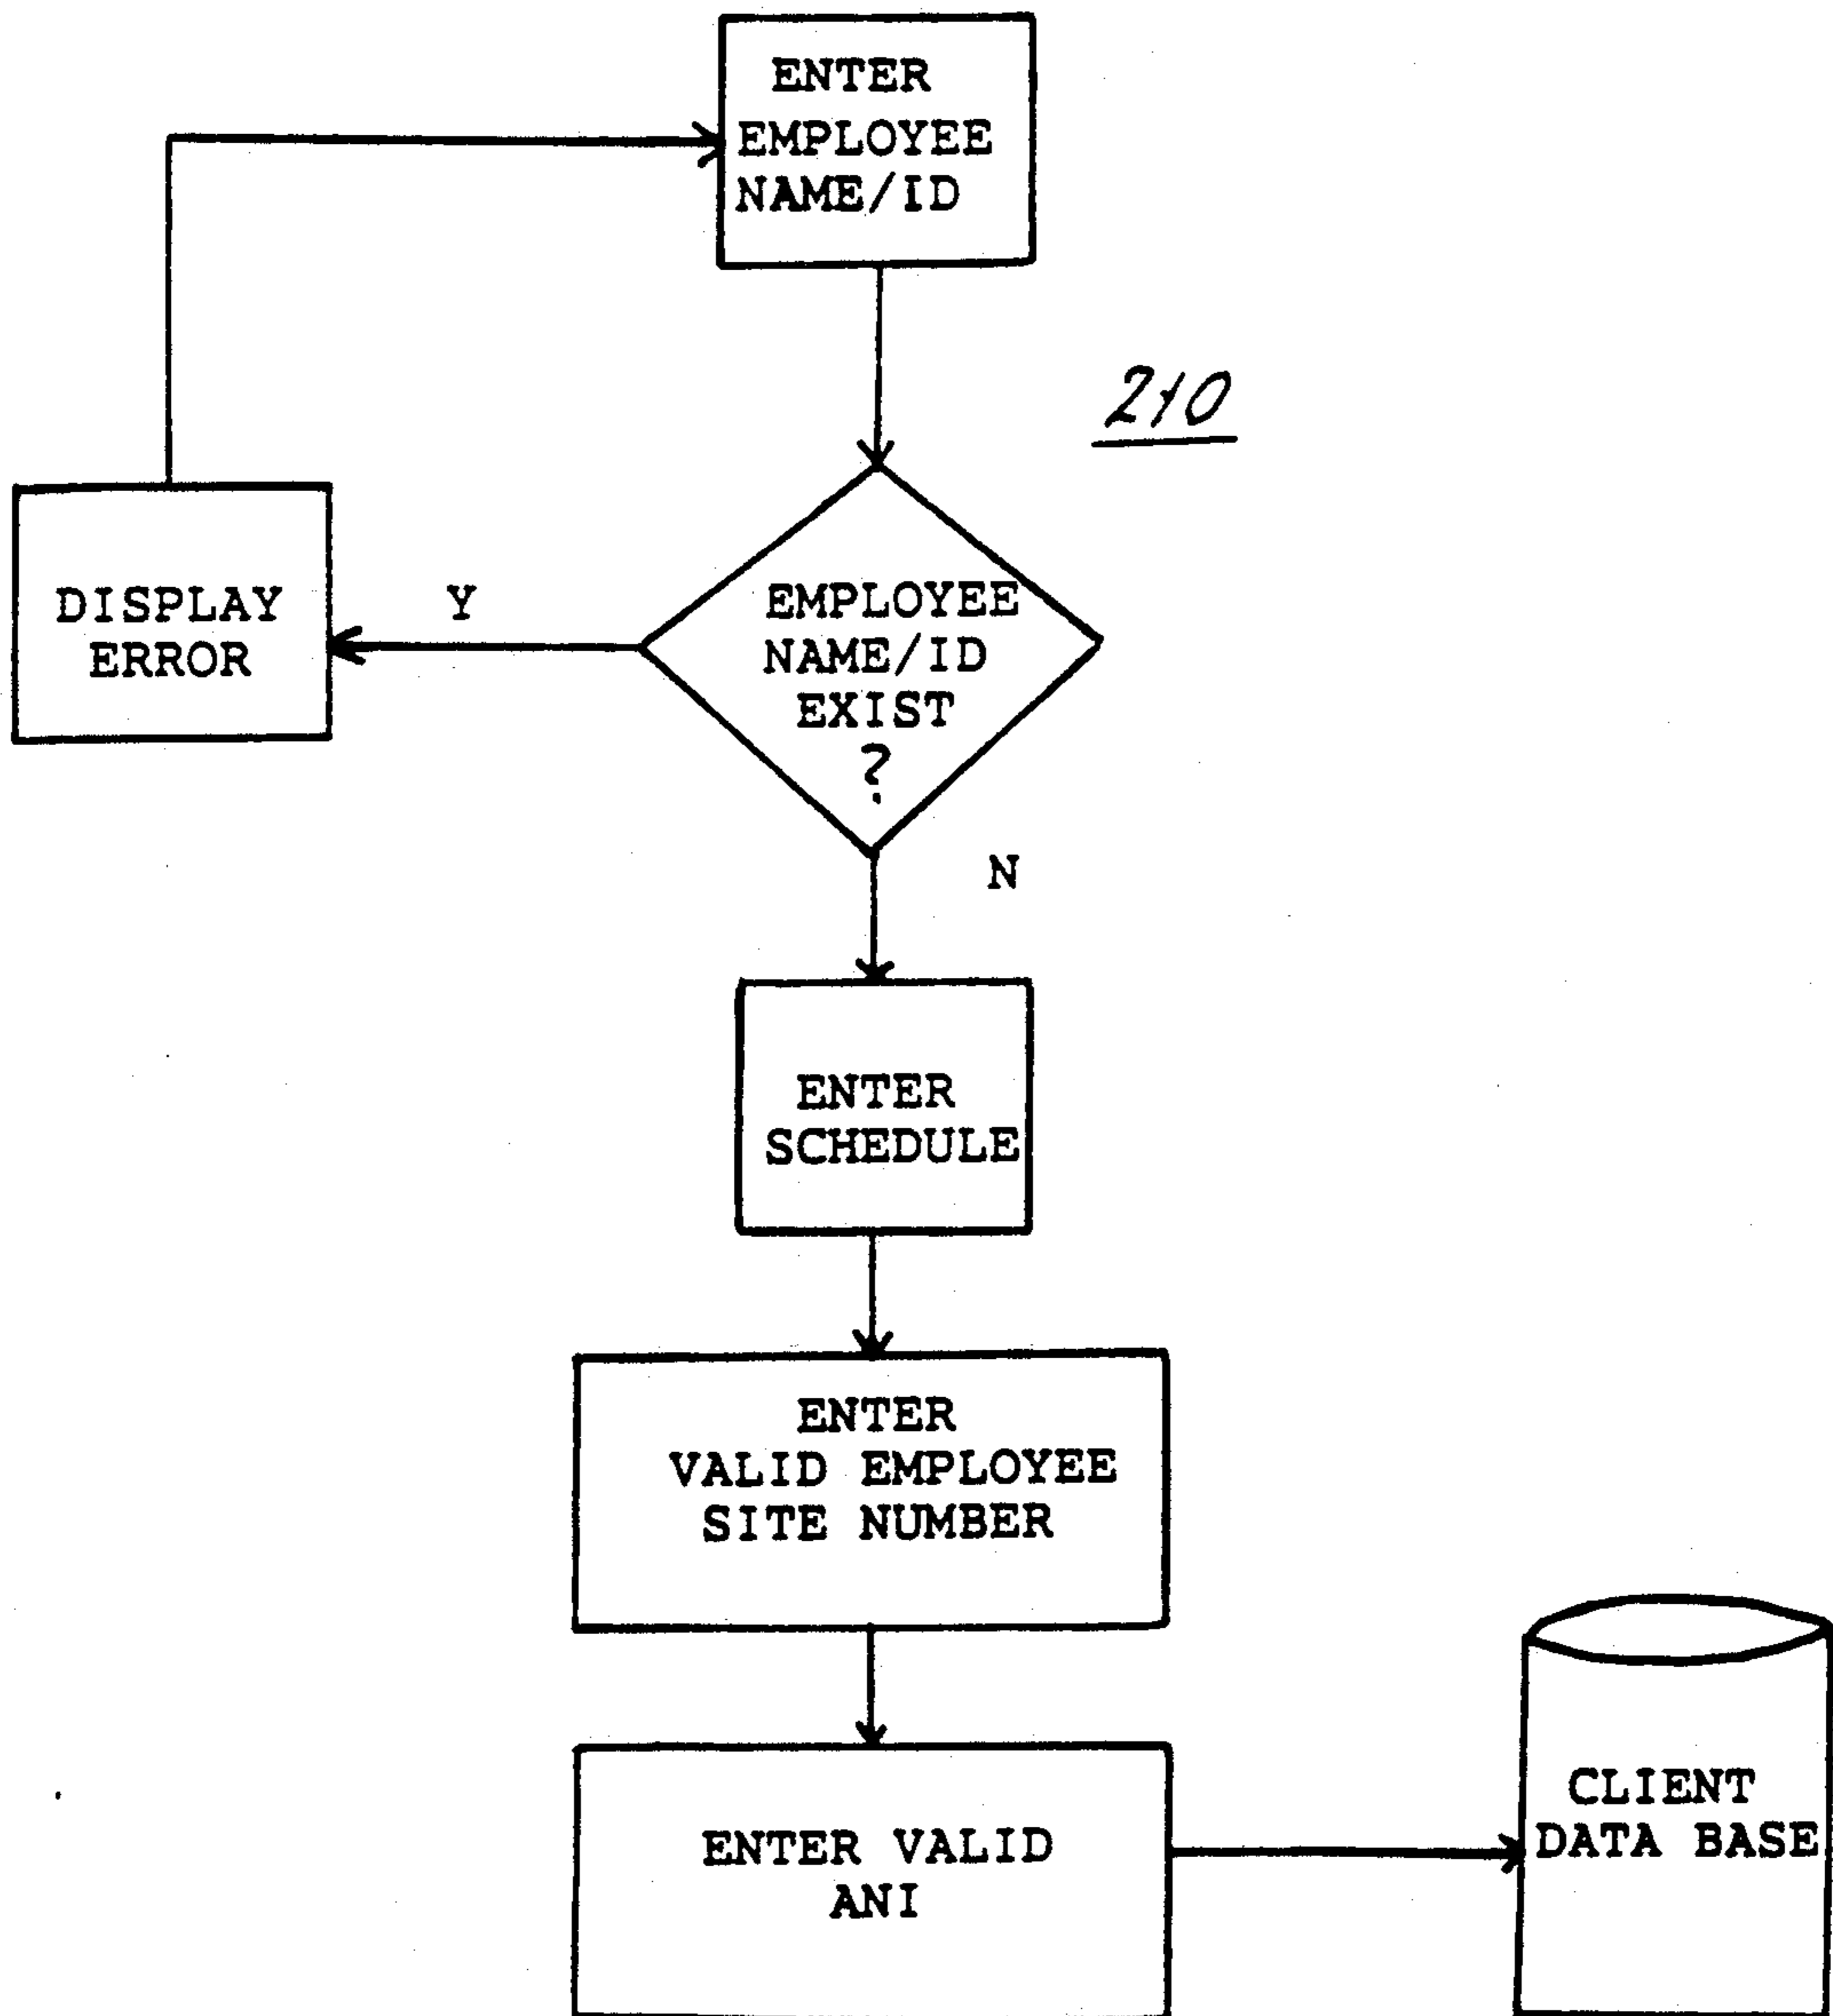 ENTER
EMPLOYEE
NAME/ID
210
DISPLAY
ERROR
Y
EMPLOYEE
NAME/ID
EXIST
?
N
ENTER
SCHEDULE
ENTER
VALID EMPLOYEE
SITE NUMBER
ENTER VALID
ANI
CLIENT
DATA BASE